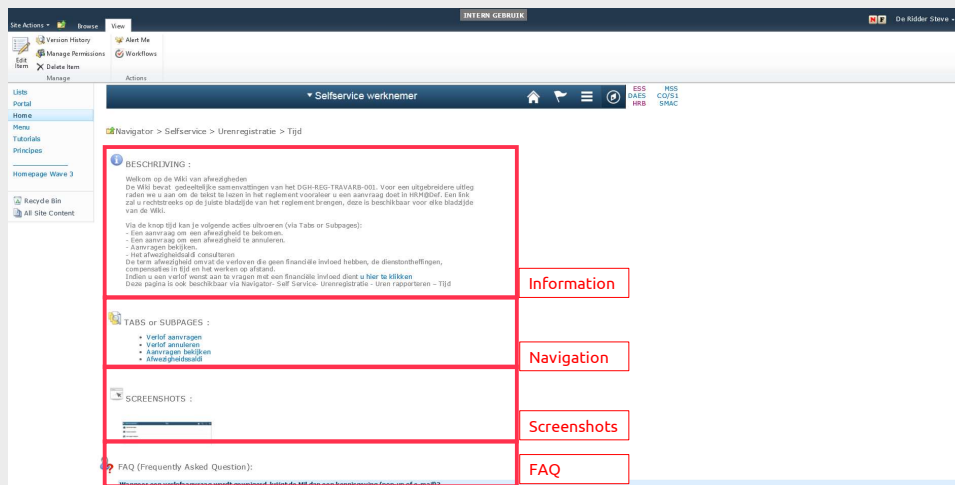 INTERN GEBRUIK
Site Actions
Browse
View
N F
De Ridder Steve
Edit Item
Version History
Manage Permissions
Delete Item
Manage
Alert Me
Workflows
Actions
Lists
Portal
Home
Menu
Tutorials
Principes
Homepage Wave 3
Recycle Bin
All Site Content
Selfservice werknemer
ESS MSS
DAES CO/S1
HRB SMAC
Navigator > Selfservice > Urenregistratie > Tijd
BESCHRIJVING :
Welkom op de Wiki van afwezigheden
De Wiki bevat gedeeltelijke samenvattingen van het DGH-REG-TRAVARB-001. Voor een uitgebreidere uitleg
raden we u aan om de tekst te lezen in het reglement vooraleer u een aanvraag doet in HRM@Def. Een link
zal u rechtstreeks op de juiste bladzijde van het reglement brengen, deze is beschikbaar voor elke bladzijde
van de Wiki.
Via de knop tijd kan je volgende acties uitvoeren (via Tabs or Subpages):
- Een aanvraag om een afwezigheid te bekomen.
- Een aanvraag om een afwezigheid te annuleren.
- Aanvragen bekijken.
- Het afwezigheidsaldi consulteren
De term afwezigheid omvat de verloven die geen financiële invloed hebben, de dienstontheffingen,
compensaties in tijd en het werken op afstand.
Indien u een verlof wenst aan te vragen met een financiële invloed dient u hier te klikken
Deze pagina is ook beschikbaar via Navigator- Self Service- Urenregistratie - Uren rapporteren – Tijd
Information
TABS or SUBPAGES :
• Verlof aanvragen
• Verlof annuleren
• Aanvragen bekijken
• Afwezigheidssaldi
Navigation
SCREENSHOTS :
Screenshots
FAQ (Frequently Asked Question):
FAQ